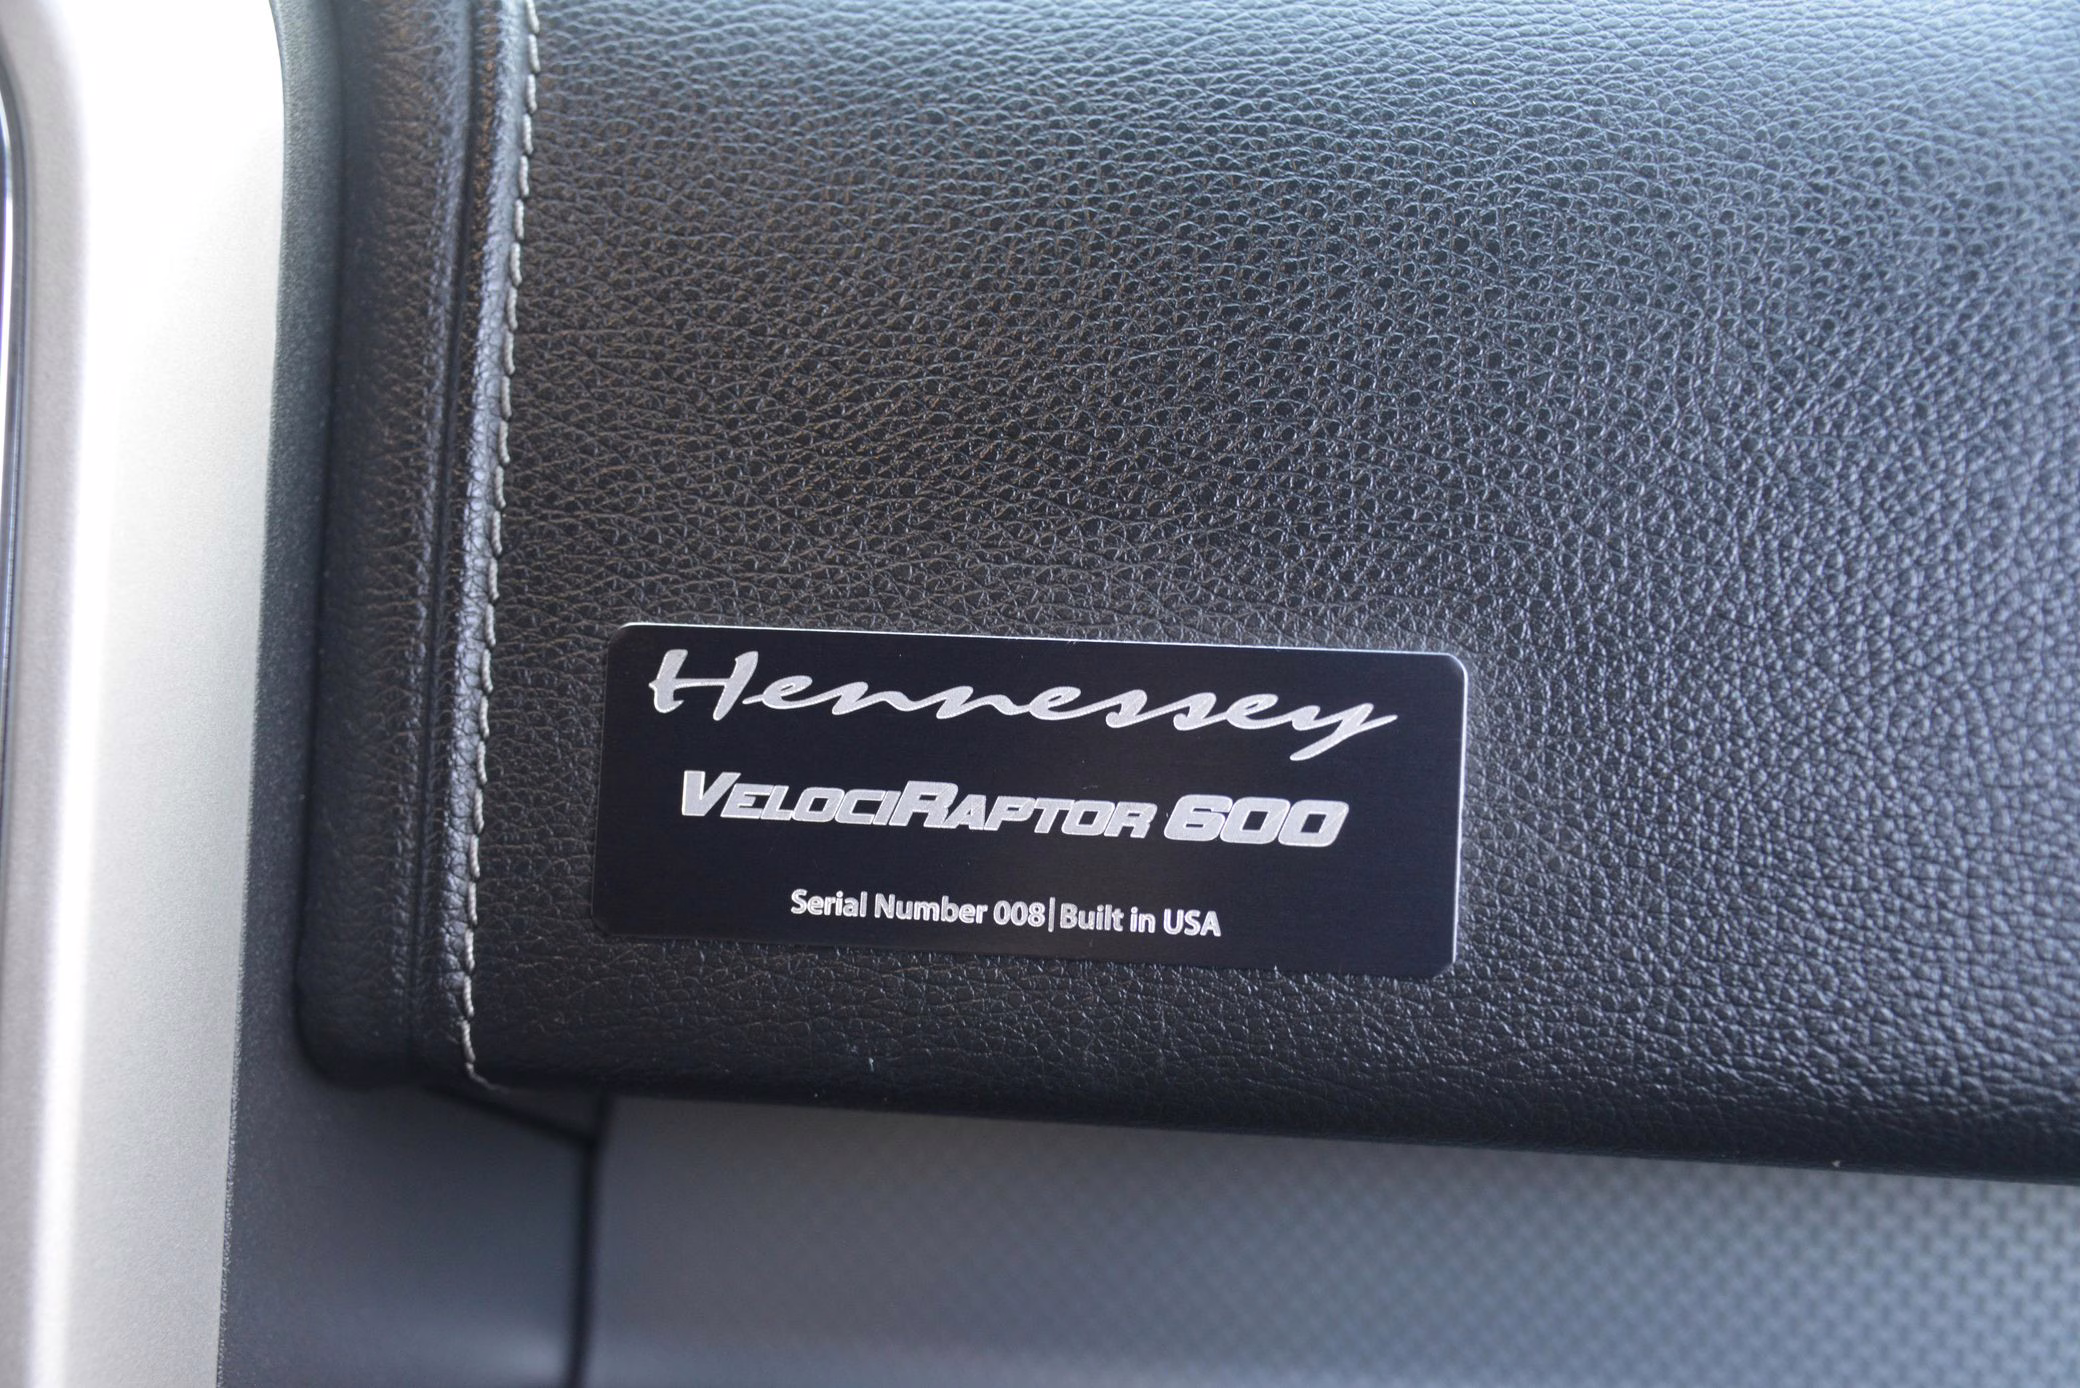 Hennessey
VELOCIRAPTOR 600
Serial Number 008|Built in USA